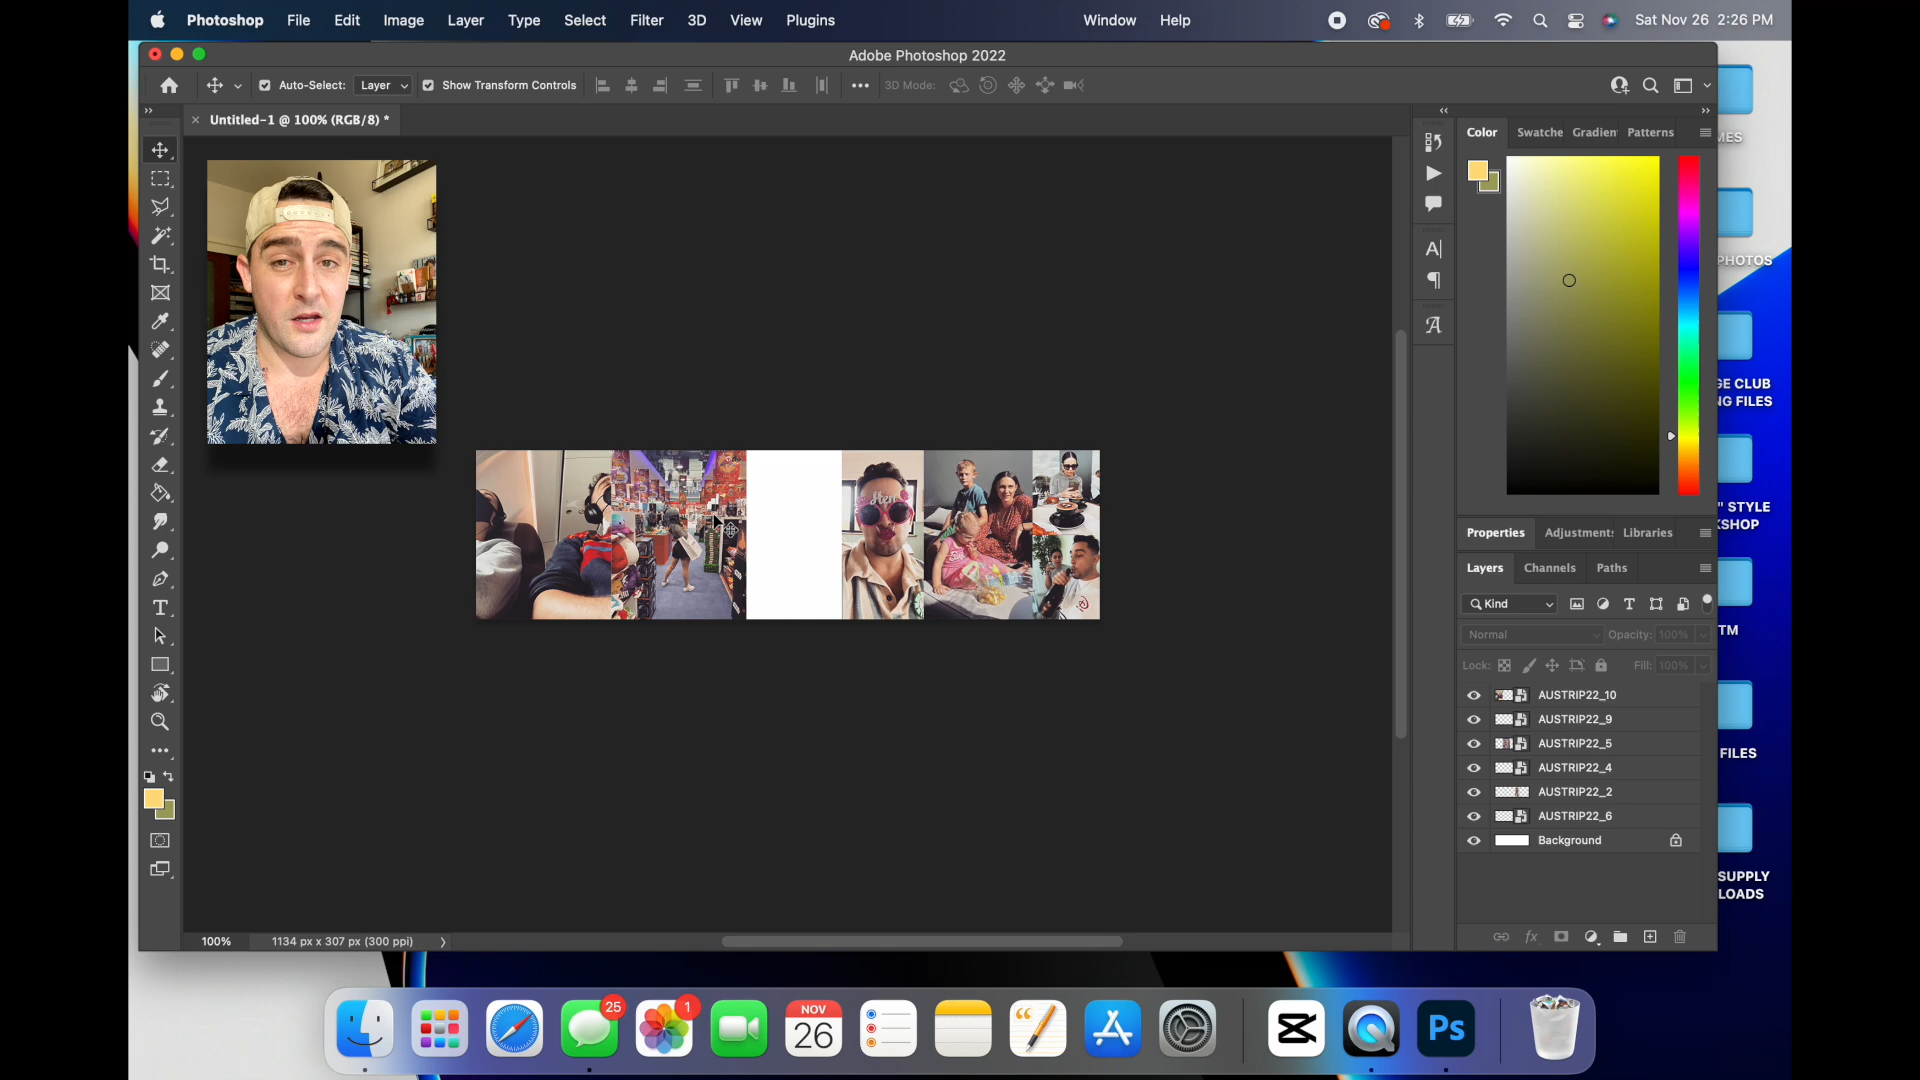 Photoshop File Edit Image Layer Type Select Filter 3D View Plugins Window Help Sat Nov 26 2:26 PM
Adobe Photoshop 2022
Auto-Select: Layer Show Transform Controls 3D Mode:
Untitled-1 @ 100% (RGB/8) *
Color Swatche Gradien Patterns
MES
PHOTOS
GE CLUB
NG FILES
" STYLE
KSHOP
TM
FILES
SUPPLY
LOADS
Properties Adjustment: Libraries
Layers Channels Paths
Kind
Normal Opacity: 100%
Lock: Fill: 100%
AUSTRIP22_10
AUSTRIP22_9
AUSTRIP22_5
AUSTRIP22_4
AUSTRIP22_2
AUSTRIP22_6
Background
100% 1134 px x 307 px (300 ppi)
25
1
NOV
26
Ps